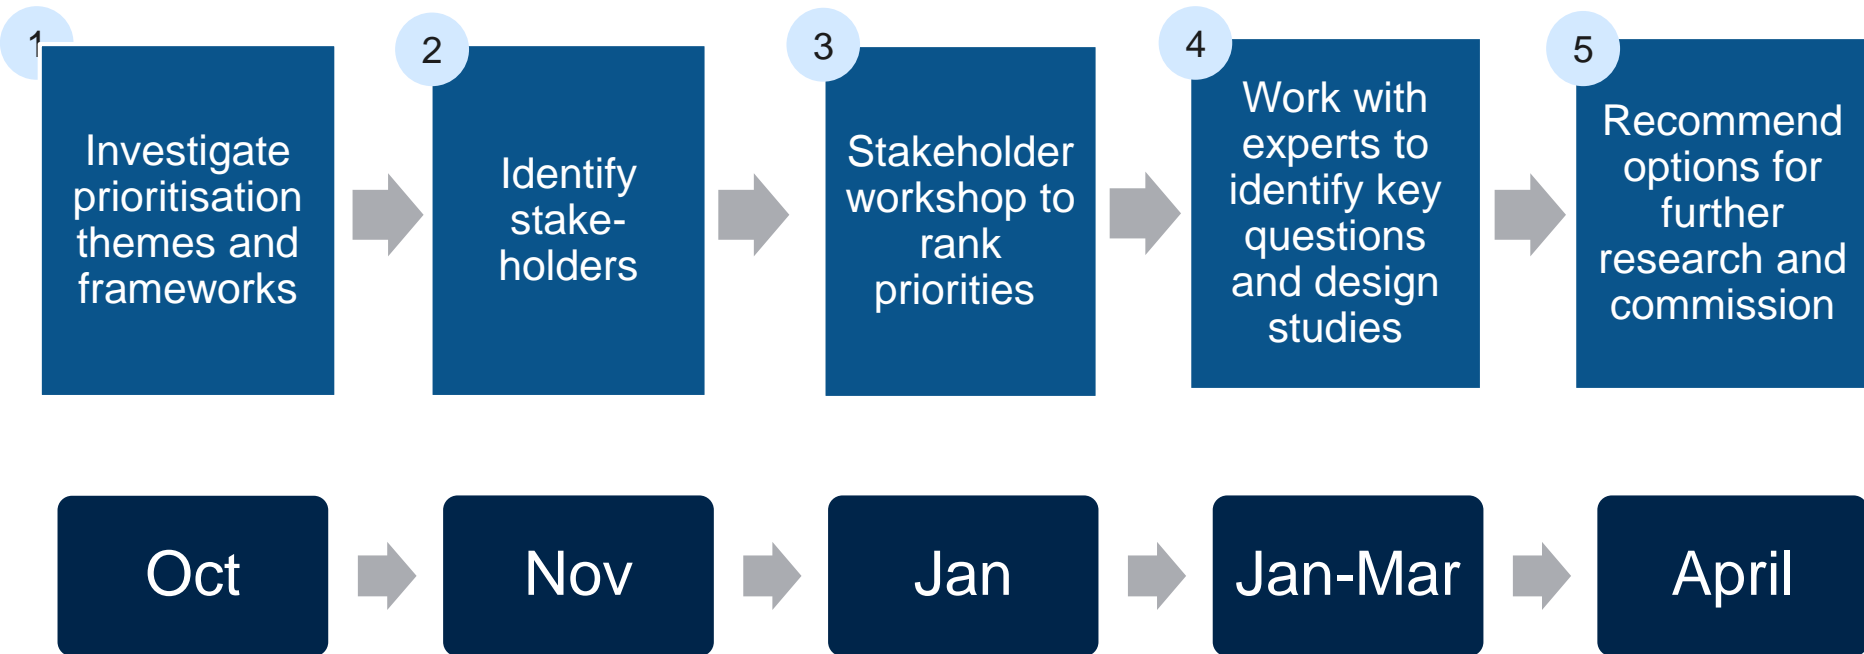 1
Investigate
prioritisation
themes and
frameworks
2
Identify
stake-
holders
3
Stakeholder
workshop to
rank
priorities
4
Work with
experts to
identify key
questions
and design
studies
5
Recommend
options for
further
research and
commission
Oct
Nov
Jan
Jan-Mar
April